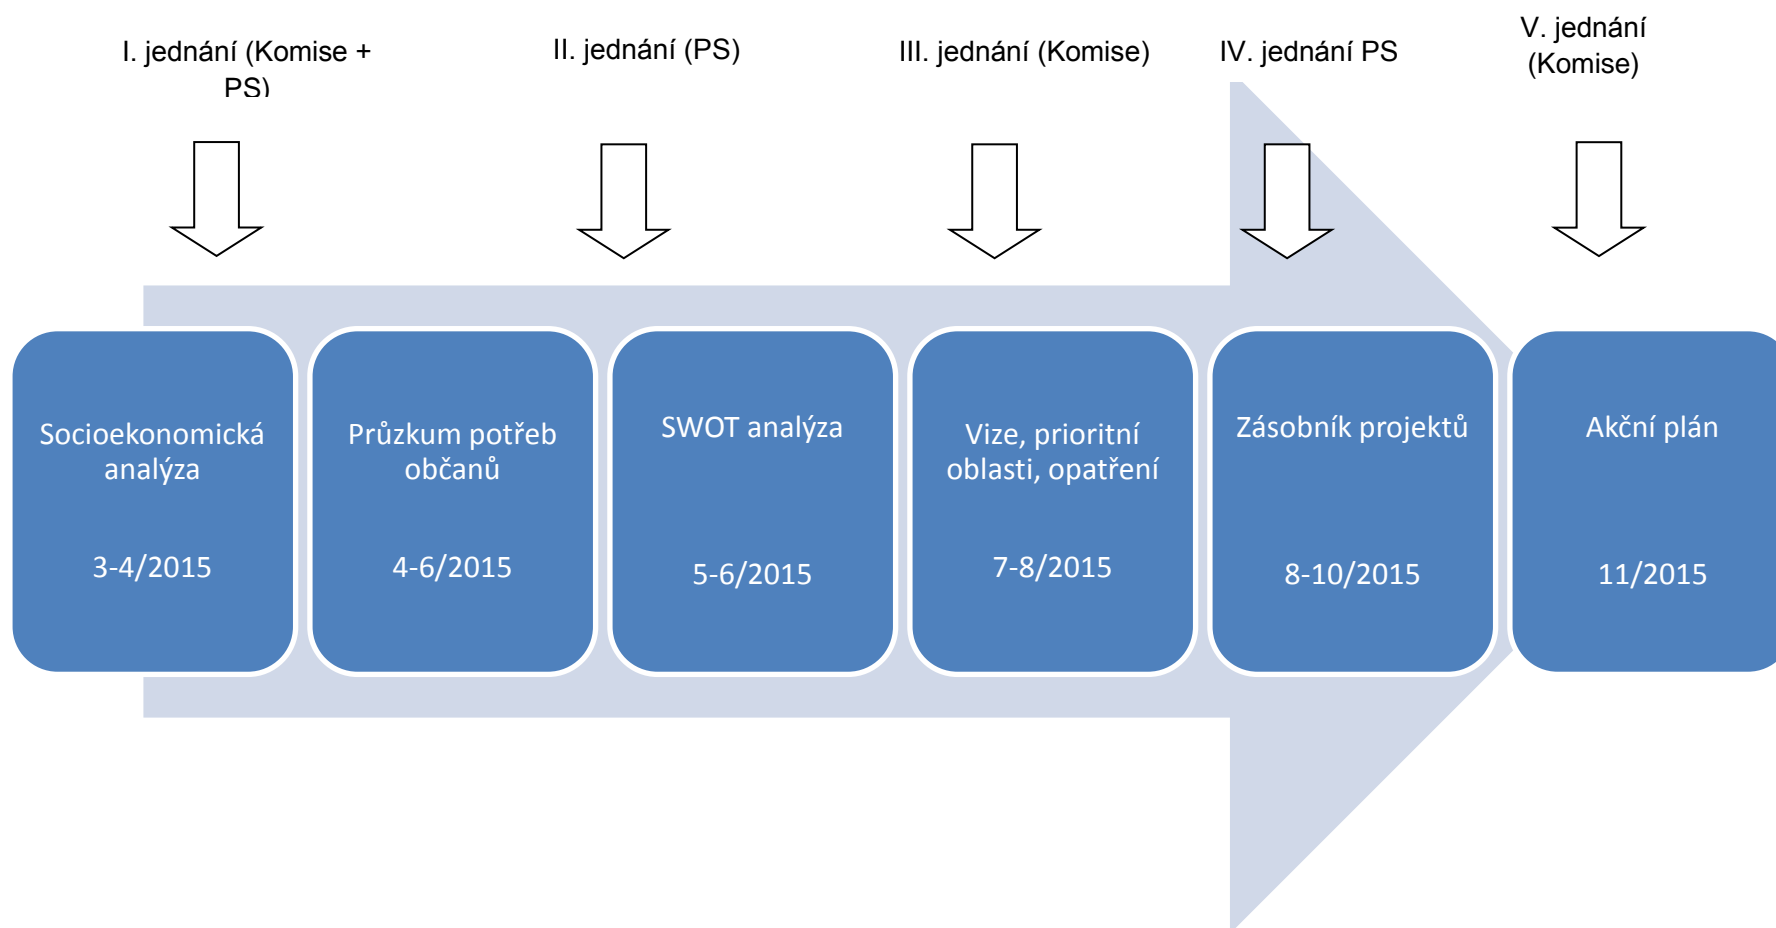 I. jednání (Komise +
PS)
II. jednání (PS)
III. jednání (Komise)
IV. jednání PS
V. jednání
(Komise)
Socioekonomická
analýza
3-4/2015
Průzkum potřeb
občanů
4-6/2015
SWOT analýza
5-6/2015
Vize, prioritní
oblasti, opatření
7-8/2015
Zásobník projektů
8-10/2015
Akční plán
11/2015